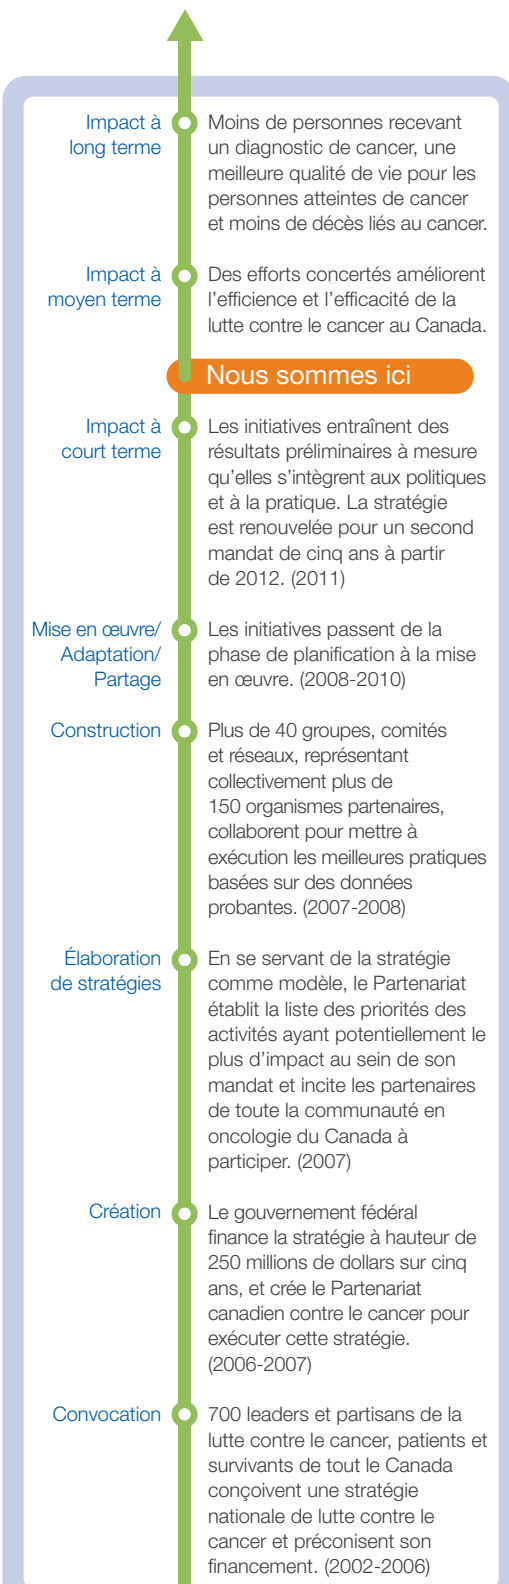 Impact à
long terme
Moins de personnes recevant
un diagnostic de cancer, une
meilleure qualité de vie pour les
personnes atteintes de cancer
et moins de décès liés au cancer.
Impact à
moyen terme
Des efforts concertés améliorent
l’efficience et l’efficacité de la
lutte contre le cancer au Canada.
Nous sommes ici
Impact à
court terme
Les initiatives entraînent des
résultats préliminaires à mesure
qu’elles s’intègrent aux politiques
et à la pratique. La stratégie
est renouvelée pour un second
mandat de cinq ans à partir
de 2012. (2011)
Mise en œuvre/
Adaptation/
Partage
Les initiatives passent de la
phase de planification à la mise
en œuvre. (2008-2010)
Construction
Plus de 40 groupes, comités
et réseaux, représentant
collectivement plus de
150 organismes partenaires,
collaborent pour mettre à
exécution les meilleures pratiques
basées sur des données
probantes. (2007-2008)
Élaboration
de stratégies
En se servant de la stratégie
comme modèle, le Partenariat
établit la liste des priorités des
activités ayant potentiellement le
plus d’impact au sein de son
mandat et incite les partenaires
de toute la communauté en
oncologie du Canada à
participer. (2007)
Création
Le gouvernement fédéral
finance la stratégie à hauteur de
250 millions de dollars sur cinq
ans, et crée le Partenariat
canadien contre le cancer pour
exécuter cette stratégie.
(2006-2007)
Convocation
700 leaders et partisans de la
lutte contre le cancer, patients et
survivants de tout le Canada
conçoivent une stratégie
nationale de lutte contre le
cancer et préconisent son
financement. (2002-2006)